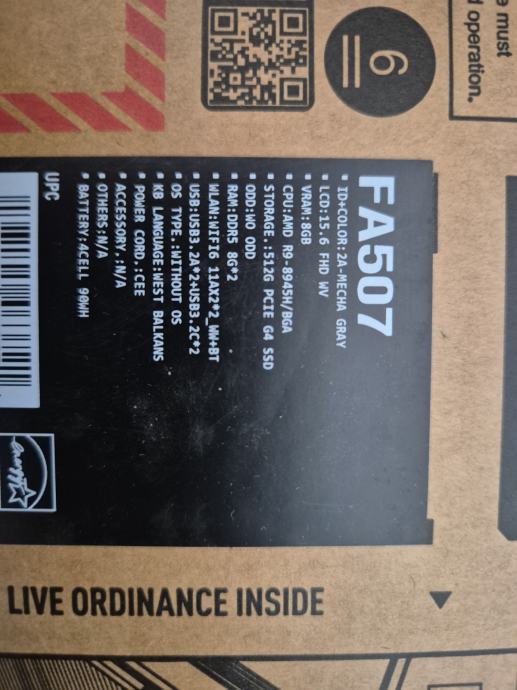 e must
d operation.
6
FA507
▪ ID+COLOR:2A-MECHA GRAY
▪ LCD:15.6 FHD WV
▪ VRAM:8GB
▪ CPU:AMD R9-8945H/BGA
▪ STORAGE.:512G PCIE G4 SSD
▪ ODD:WO ODD
▪ RAM:DDR5 8G*2
▪ WLAN:WIFI6 11AX2*2_WW+BT
▪ USB:USB3.2A*2+USB3.2C*2
▪ OS TYPE.:WITHOUT OS
▪ KB LANGUAGE:WEST BALKANS
▪ POWER CORD.:CEE
▪ ACCESSORY.:N/A
▪ OTHERS:N/A
▪ BATTERY:4CELL 90WH
UPC
energy
LIVE ORDINANCE INSIDE